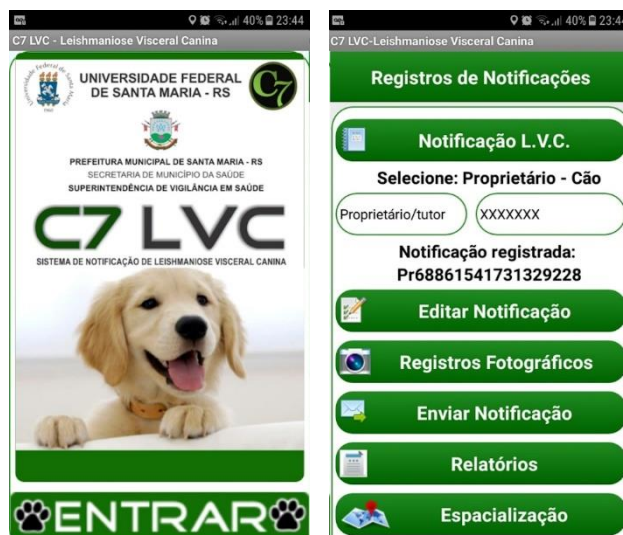 40% 23:44
C7 LVC - Leishmaniose Visceral Canina
UNIVERSIDADE FEDERAL
DE SANTA MARIA - RS
C7
PREFEITURA MUNICIPAL DE SANTA MARIA - RS
SECRETARIA DE MUNICÍPIO DA SAÚDE
SUPERINTENDÊNCIA DE VIGILÂNCIA EM SAÚDE
C7 LVC
SISTEMA DE NOTIFICAÇÃO DE LEISHMANIOSE VISCERAL CANINA
ENTRAR
40% 23:44
C7 LVC-Leishmaniose Visceral Canina
Registros de Notificações
Notificação L.V.C.
Selecione: Proprietário - Cão
Proprietário/tutor XXXXXXX
Notificação registrada:
Pr68861541731329228
Editar Notificação
Registros Fotográficos
Enviar Notificação
Relatórios
Espacialização